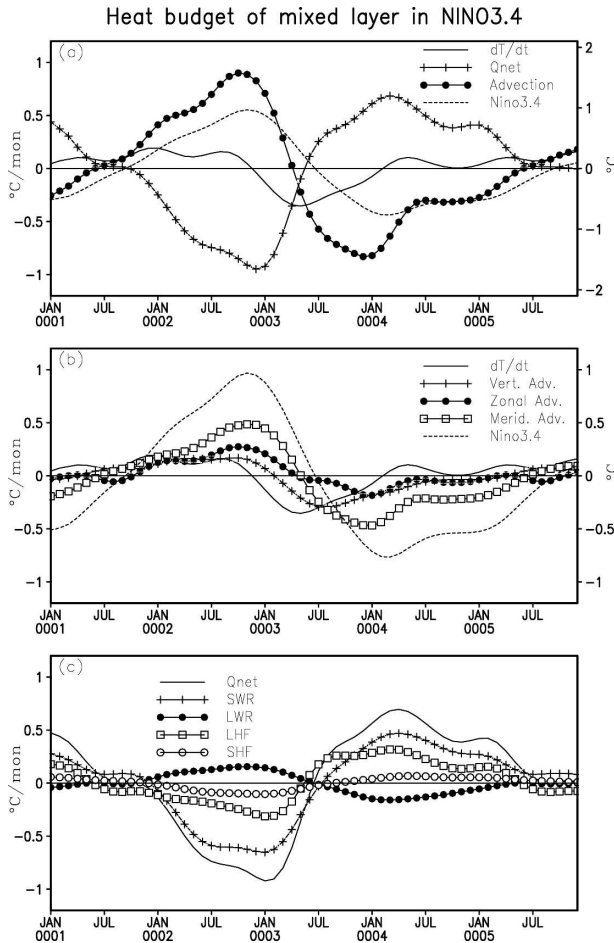 Heat budget of mixed layer in NINO3.4
(a)
dT/dt
Qnet
Advection
Nino3.4
°C/mon
1
0.5
0
−0.5
−1
2
1
0
−1
−2
°C
JAN JUL JAN JUL JAN JUL JAN JUL JAN JUL
0001 0002 0003 0004 0005
(b)
dT/dt
Vert. Adv.
Zonal Adv.
Merid. Adv.
Nino3.4
°C/mon
1
0.5
0
−0.5
−1
1
0.5
0
−0.5
−1
°C
JAN JUL JAN JUL JAN JUL JAN JUL JAN JUL
0001 0002 0003 0004 0005
(c)
Qnet
SWR
LWR
LHF
SHF
°C/mon
1
0.5
0
−0.5
−1
JAN JUL JAN JUL JAN JUL JAN JUL JAN JUL
0001 0002 0003 0004 0005